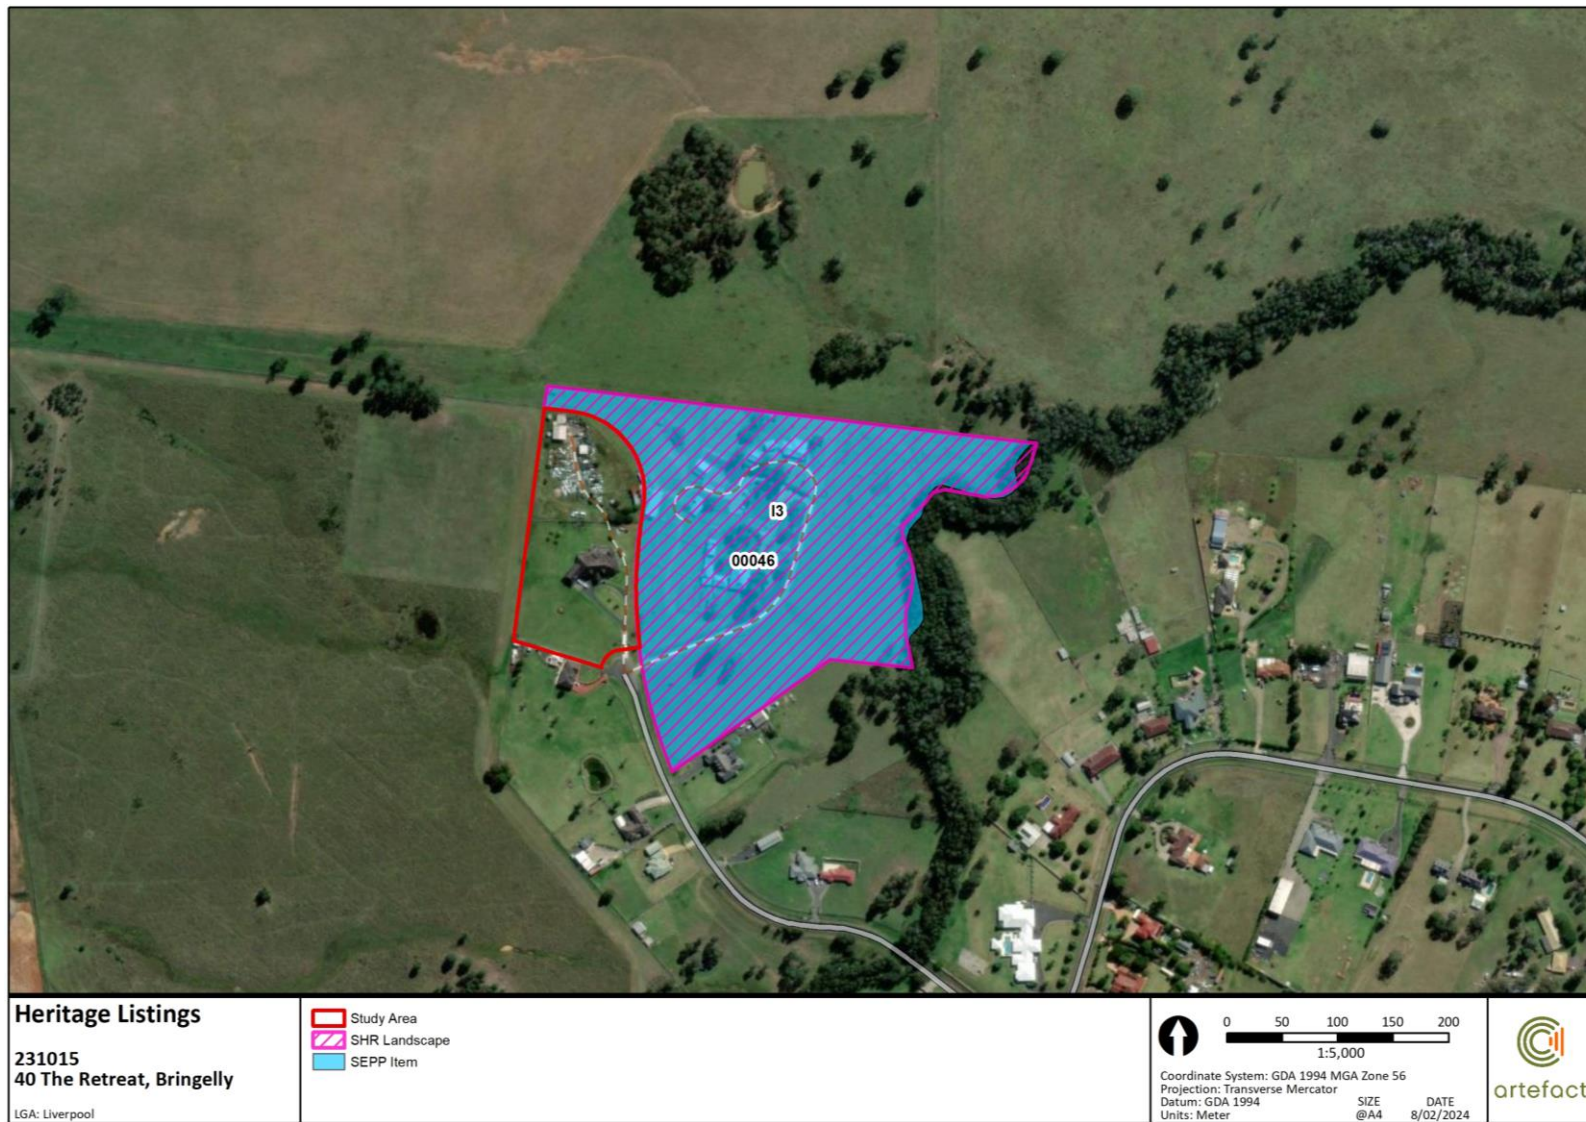 I3
00046
Heritage Listings
231015
40 The Retreat, Bringelly
LGA: Liverpool
Study Area
SHR Landscape
SEPP Item
0 50 100 150 200
1:5,000
Coordinate System: GDA 1994 MGA Zone 56
Projection: Transverse Mercator
Datum: GDA 1994 SIZE DATE
Units: Meter @A4 8/02/2024
artefact